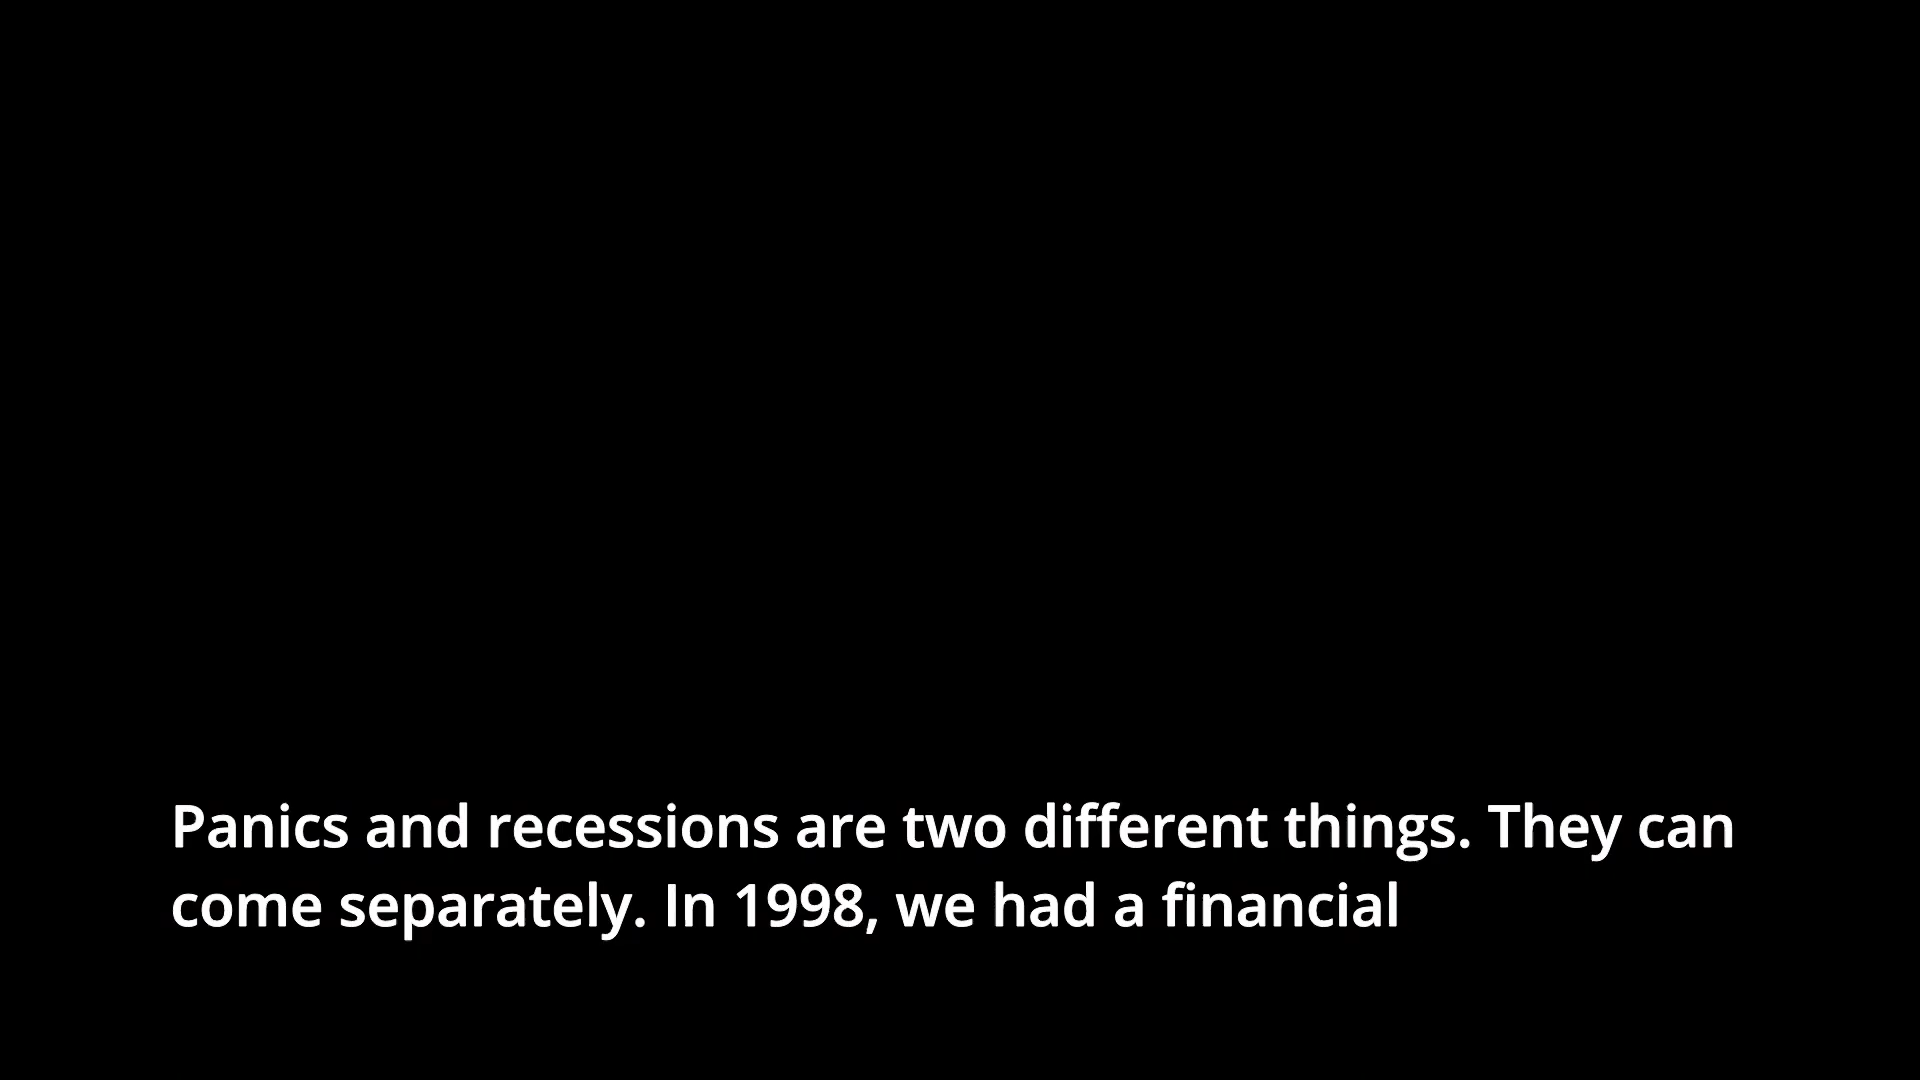 Panics and recessions are two different things. They can
come separately. In 1998, we had a financial